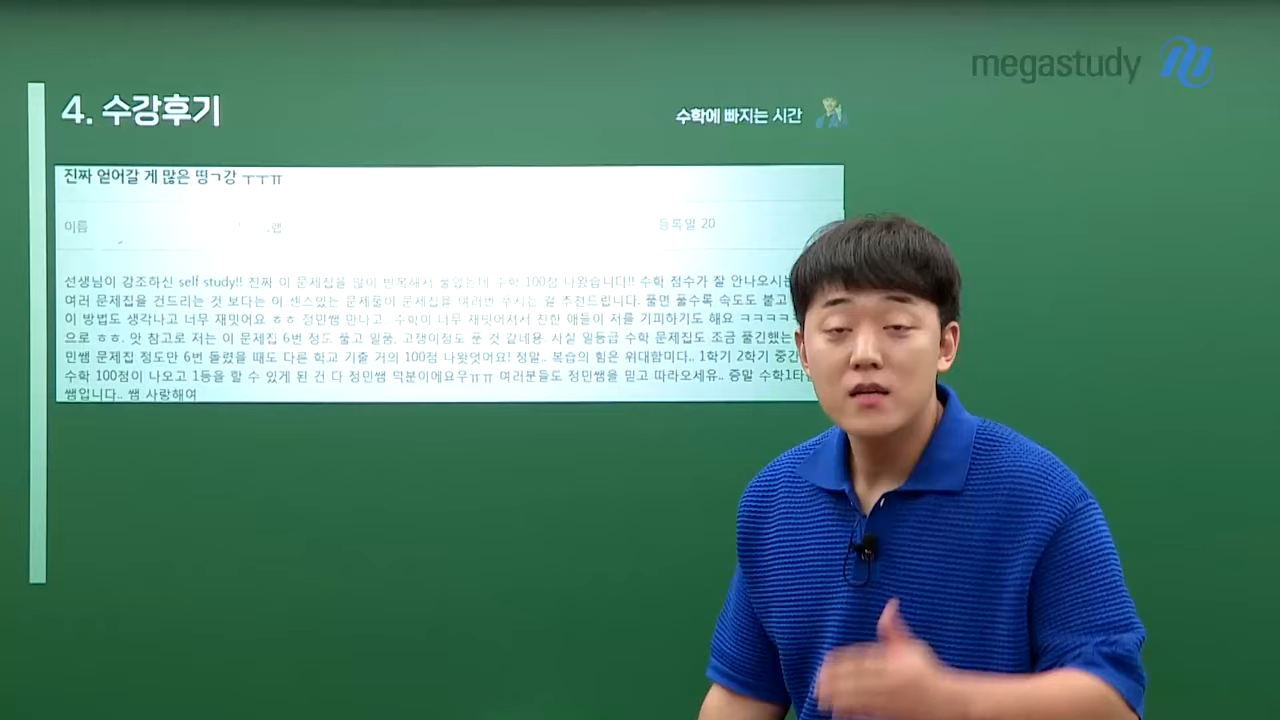 megastudy
4. 수강후기
수학에 빠지는 시간
진짜 얻어갈 게 많은 띵ㄱ강 ㅜㅜㅠ
이름
등록일 20
선생님이 강조하신 self study!! 진짜 이 문제집을 많이 반복해서 풀었는데 수학 100점 나왔습니다!! 수학 점수가 잘 안나오시는
여러 문제집을 건드리는 것 보다는 이 센스있는 문제풀이 문제집을 여러번 푸시는 걸 추천드립니다. 풀면 풀수록 속도도 붙고
이 방법도 생각나고 너무 재밋어요 ㅎㅎ 정민쌤 만나고 수학이 너무 재밋어져서 친한 애들이 저를 기피하기도 해요 ㅋㅋㅋㅋ
으로 ㅎㅎ. 앗 참고로 저는 이 문제집 6번 정도 풀고 일품, 고쟁이정도 푼 것 같네용 사실 일등급 수학 문제집도 조금 풀긴했는
민쌤 문제집 정도만 6번 돌렸을 때도 다른 학교 기출 거의 100점 나왓엇어요! 정말.. 복습의 힘은 위대함미다.. 1학기 2학기 중간
수학 100점이 나오고 1등을 할 수 있게 된 건 다 정민쌤 덕분이에요우ㅠㅠ 여러분들도 정민쌤을 믿고 따라오세유.. 증말 수학1타
쌤입니다.. 쌤 사랑해여